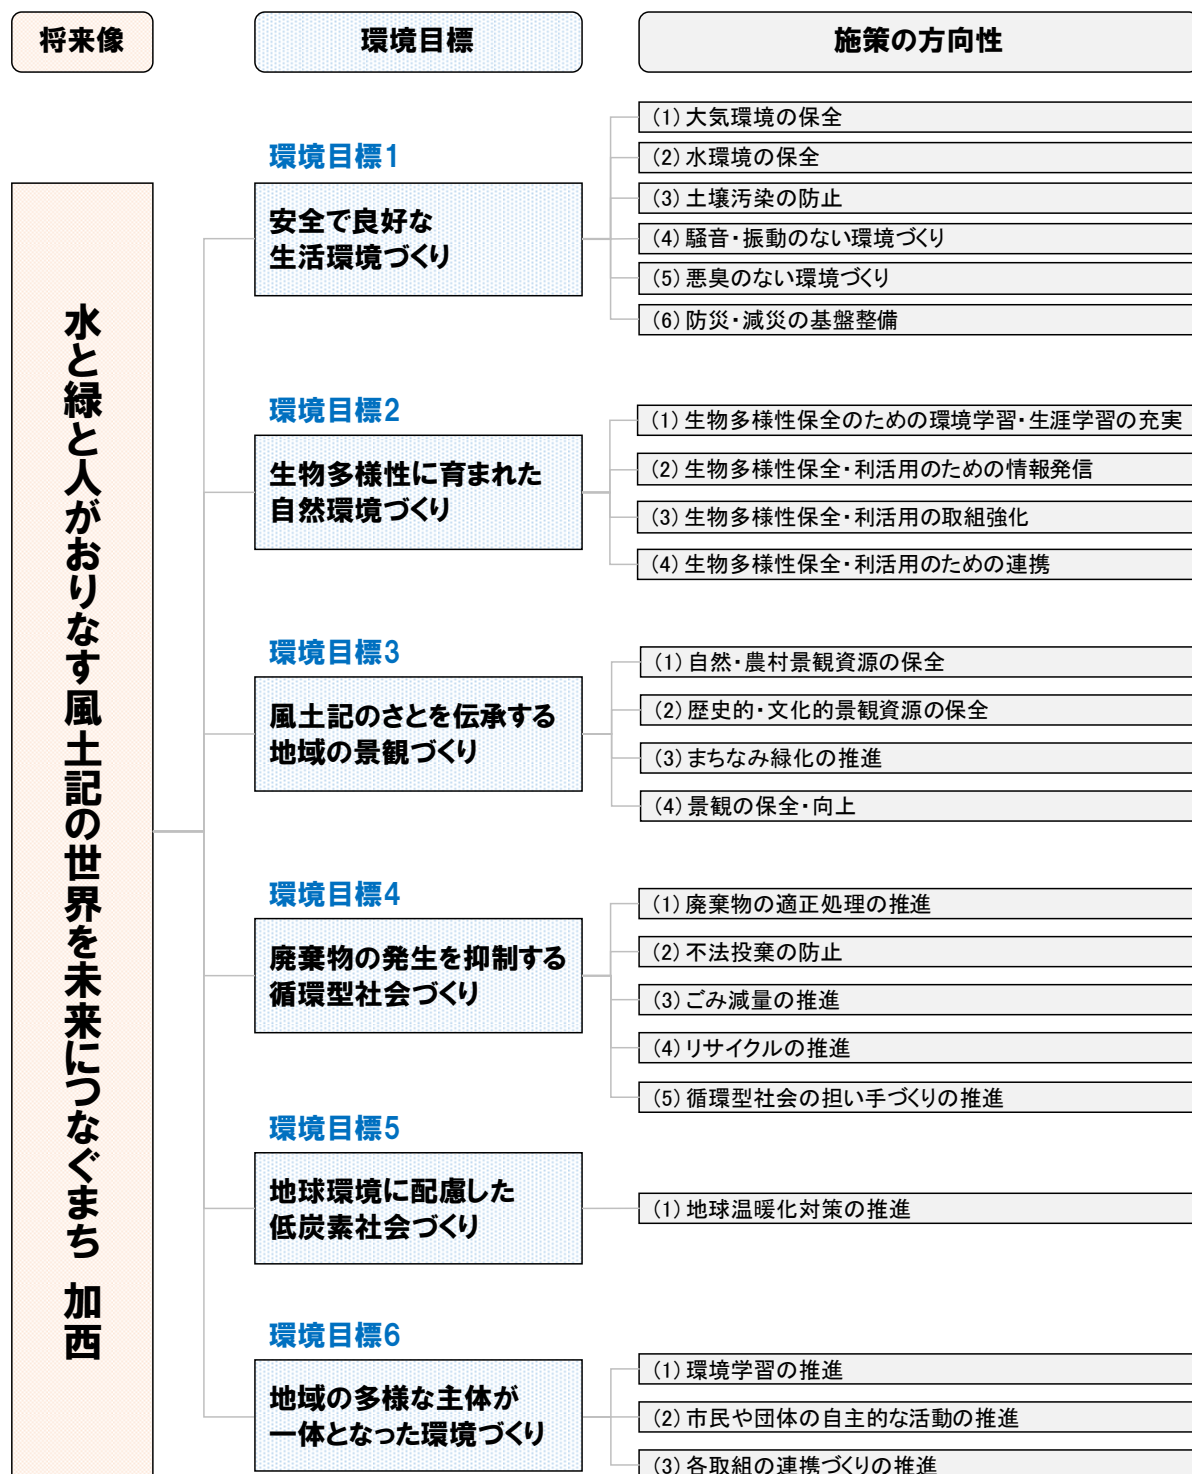 将来像
環境目標
施策の方向性
水と緑と人がおりなす風土記の世界を未来につなぐまち 加西
環境目標1
安全で良好な
生活環境づくり
(1)大気環境の保全
(2)水環境の保全
(3)土壌汚染の防止
(4)騒音・振動のない環境づくり
(5)悪臭のない環境づくり
(6)防災・減災の基盤整備
環境目標2
生物多様性に育まれた
自然環境づくり
(1)生物多様性保全のための環境学習・生涯学習の充実
(2)生物多様性保全・利活用のための情報発信
(3)生物多様性保全・利活用の取組強化
(4)生物多様性保全・利活用のための連携
環境目標3
風土記のさとを伝承する
地域の景観づくり
(1)自然・農村景観資源の保全
(2)歴史的・文化的景観資源の保全
(3)まちなみ緑化の推進
(4)景観の保全・向上
環境目標4
廃棄物の発生を抑制する
循環型社会づくり
(1)廃棄物の適正処理の推進
(2)不法投棄の防止
(3)ごみ減量の推進
(4)リサイクルの推進
(5)循環型社会の担い手づくりの推進
環境目標5
地球環境に配慮した
低炭素社会づくり
(1)地球温暖化対策の推進
環境目標6
地域の多様な主体が
一体となった環境づくり
(1)環境学習の推進
(2)市民や団体の自主的な活動の推進
(3)各取組の連携づくりの推進